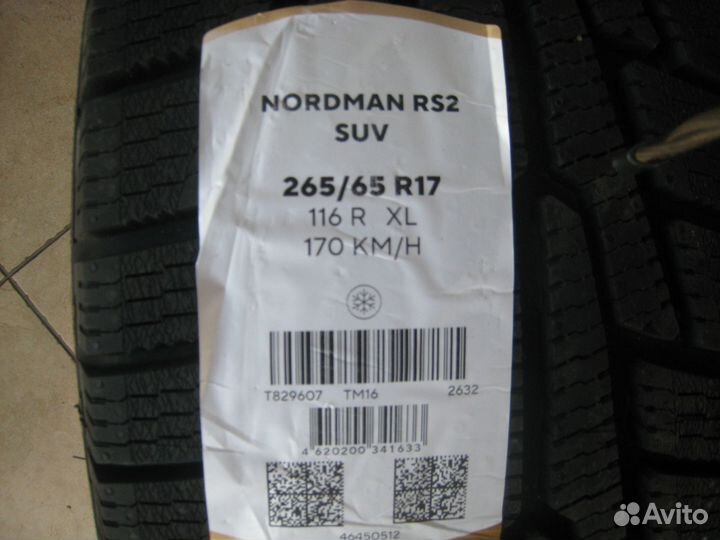 NORDMAN RS2
SUV
265/65 R17
116 R XL
170 KM/H
T829607 TM16 2632
4 620200 341633
46450512
Avito